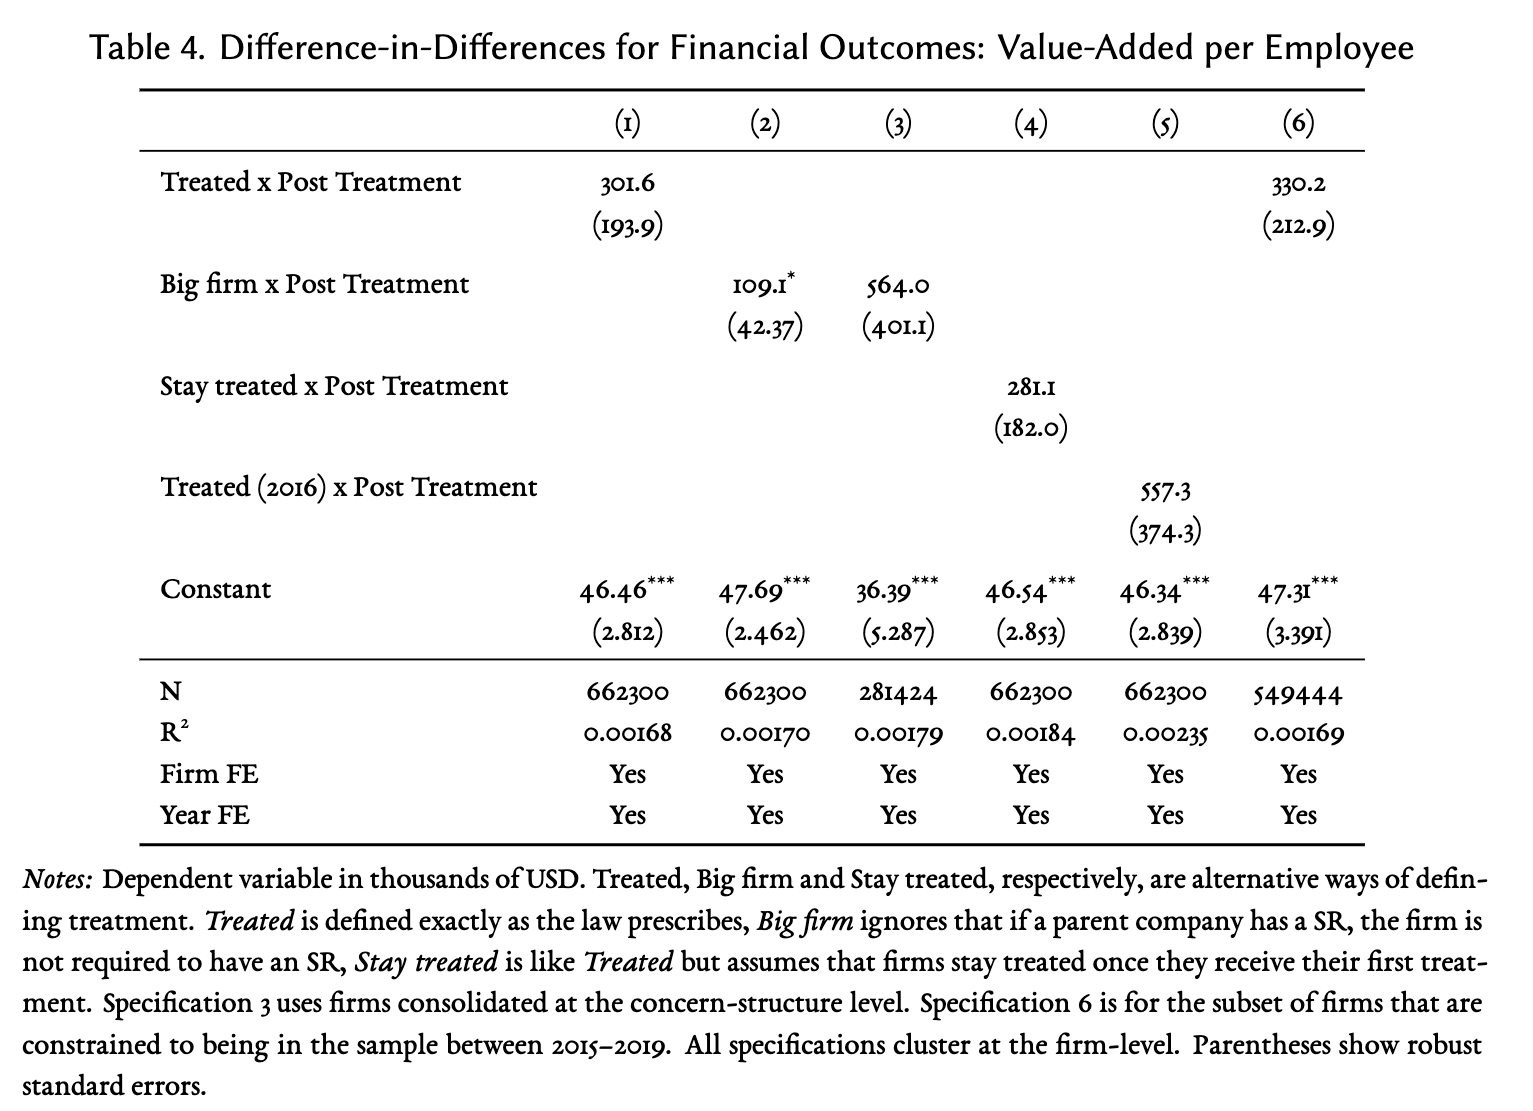 Table 4. Difference-in-Differences for Financial Outcomes: Value-Added per Employee
(1) (2) (3) (4) (5) (6)
Treated x Post Treatment 301.6 330.2
(193.9) (212.9)
Big firm x Post Treatment 109.1* 564.0
(42.37) (401.1)
Stay treated x Post Treatment 281.1
(182.0)
Treated (2016) x Post Treatment 557.3
(374.3)
Constant 46.46*** 47.69*** 36.39*** 46.54*** 46.34*** 47.31***
(2.812) (2.462) (5.287) (2.853) (2.839) (3.391)
N 662300 662300 281424 662300 662300 549444
R² 0.00168 0.00170 0.00179 0.00184 0.00235 0.00169
Firm FE Yes Yes Yes Yes Yes Yes
Year FE Yes Yes Yes Yes Yes Yes
Notes: Dependent variable in thousands of USD. Treated, Big firm and Stay treated, respectively, are alternative ways of defin-
ing treatment. Treated is defined exactly as the law prescribes, Big firm ignores that if a parent company has a SR, the firm is
not required to have an SR, Stay treated is like Treated but assumes that firms stay treated once they receive their first treat-
ment. Specification 3 uses firms consolidated at the concern-structure level. Specification 6 is for the subset of firms that are
constrained to being in the sample between 2015–2019. All specifications cluster at the firm-level. Parentheses show robust
standard errors.